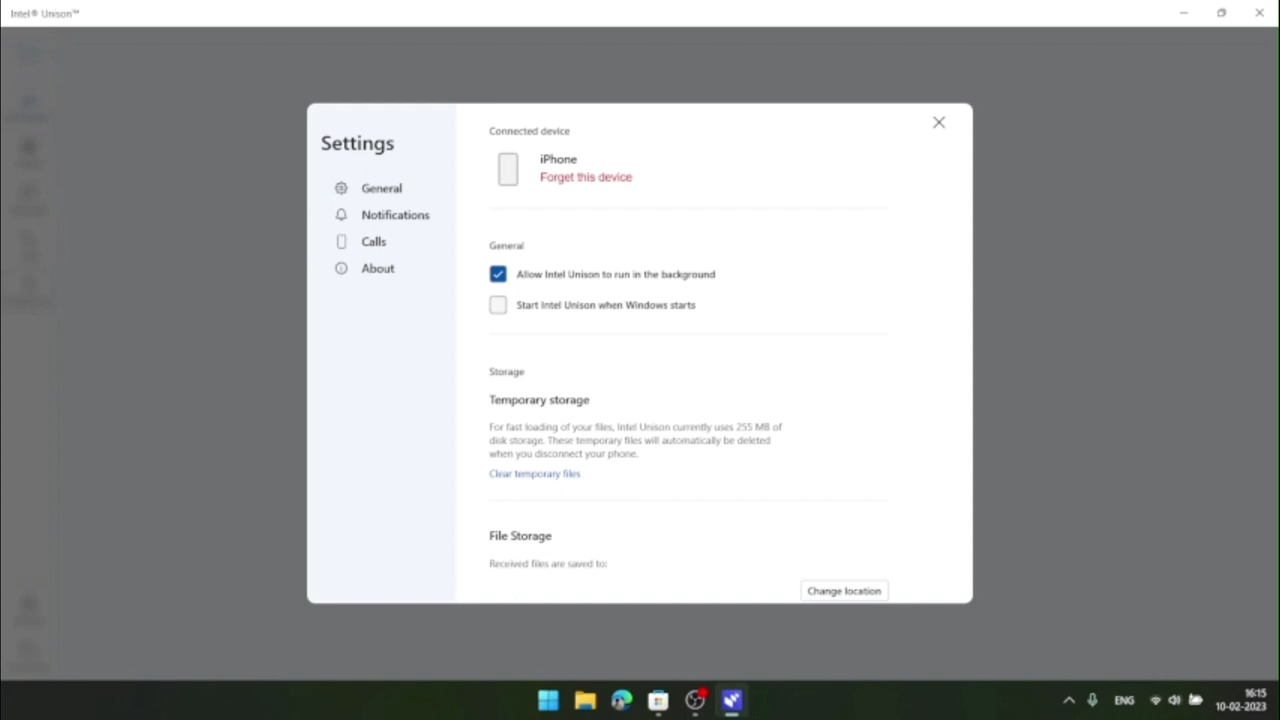 Intel® Unison™
Settings
General
Notifications
Calls
About
Connected device
iPhone
Forget this device
General
Allow Intel Unison to run in the background
Start Intel Unison when Windows starts
Storage
Temporary storage
For fast loading of your files, Intel Unison currently uses 255 MB of
disk storage. These temporary files will automatically be deleted
when you disconnect your phone.
Clear temporary files
File Storage
Received files are saved to:
Change location
ENG
16:15
10-02-2023